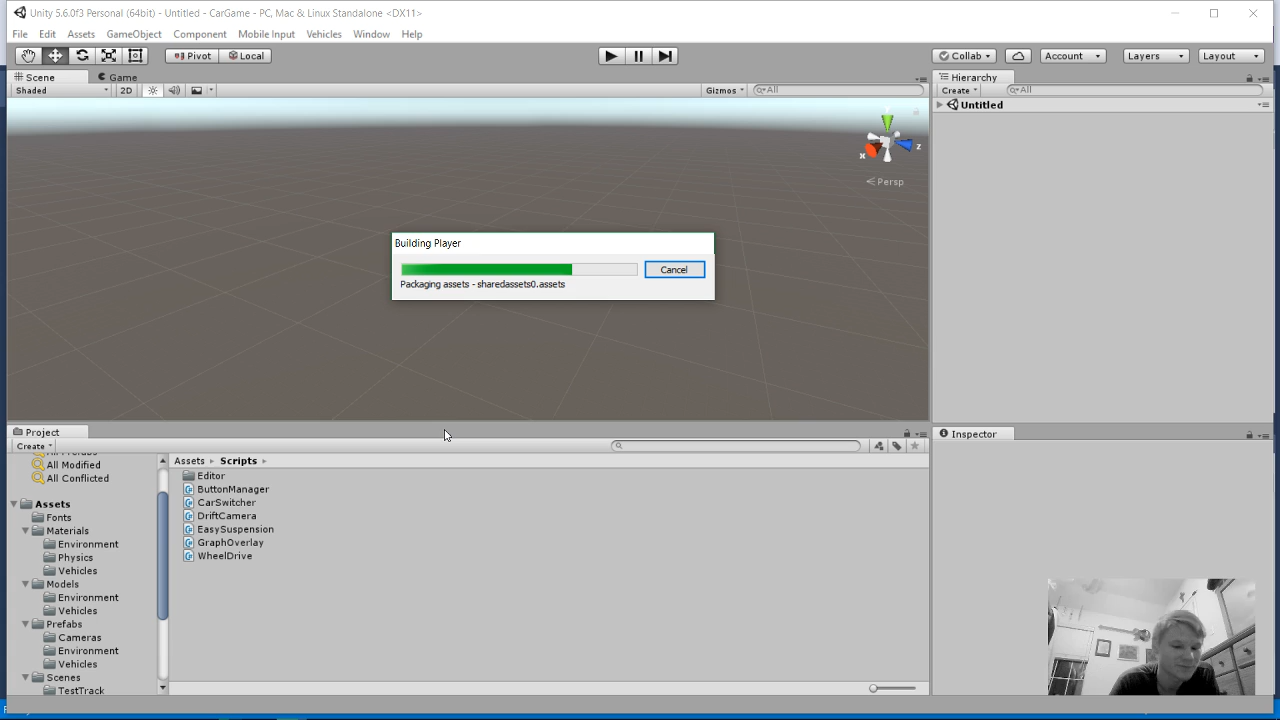 Unity 5.6.0f3 Personal (64bit) - Untitled - CarGame - PC, Mac & Linux Standalone <DX11>
File Edit Assets GameObject Component Mobile Input Vehicles Window Help
Pivot Local Collab Account Layers Layout
Scene Game Hierarchy
Shaded 2D Gizmos All Create All
Untitled
x z
Persp
Building Player
Cancel
Packaging assets - sharedassets0.assets
Project Inspector
Create
All Modified
All Conflicted
Assets
Fonts
Materials
Environment
Physics
Vehicles
Models
Environment
Vehicles
Prefabs
Cameras
Environment
Vehicles
Scenes
TestTrack
Assets Scripts
Editor
ButtonManager
CarSwitcher
DriftCamera
EasySuspension
GraphOverlay
WheelDrive